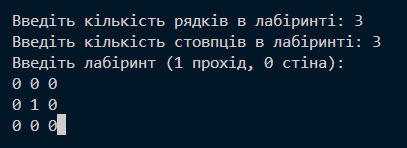 Введіть кількість рядків в лабіринті: 3
Введіть кількість стовпців в лабіринті: 3
Введіть лабіринт (1 прохід, 0 стіна):
0 0 0
0 1 0
0 0 0